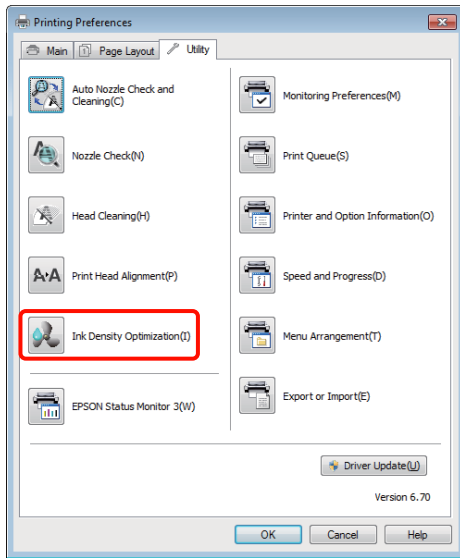 Printing Preferences
Main
Page Layout
Utility
Auto Nozzle Check and
Cleaning(C)
Nozzle Check(N)
Head Cleaning(H)
Print Head Alignment(P)
Ink Density Optimization(I)
EPSON Status Monitor 3(W)
Monitoring Preferences(M)
Print Queue(S)
Printer and Option Information(O)
Speed and Progress(D)
Menu Arrangement(T)
Export or Import(E)
Driver Update(U)
Version 6.70
OK
Cancel
Help